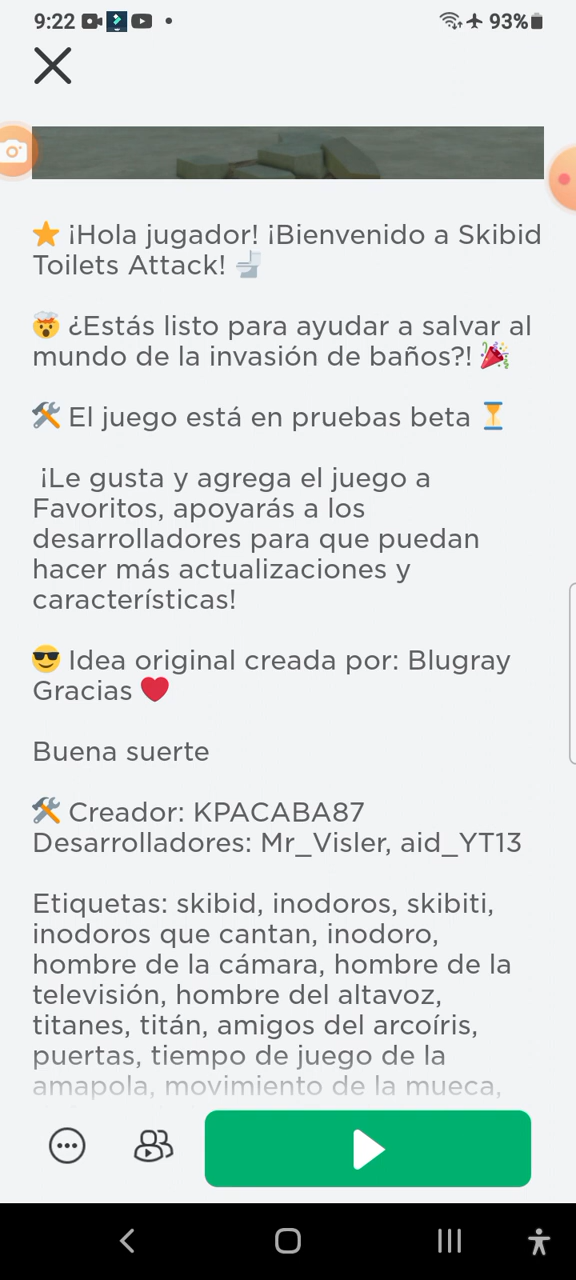 9:22 93%
⭐ ¡Hola jugador! ¡Bienvenido a Skibid
Toilets Attack! 🚽
🤯 ¿Estás listo para ayudar a salvar al
mundo de la invasión de baños?! 🎉
🛠️ El juego está en pruebas beta ⏳
¡Le gusta y agrega el juego a
Favoritos, apoyarás a los
desarrolladores para que puedan
hacer más actualizaciones y
características!
😎 Idea original creada por: Blugray
Gracias ❤️
Buena suerte
🛠️ Creador: KPACABA87
Desarrolladores: Mr_Visler, aid_YT13
Etiquetas: skibid, inodoros, skibiti,
inodoros que cantan, inodoro,
hombre de la cámara, hombre de la
televisión, hombre del altavoz,
titanes, titán, amigos del arcoíris,
puertas, tiempo de juego de la
amapola, movimiento de la mueca,